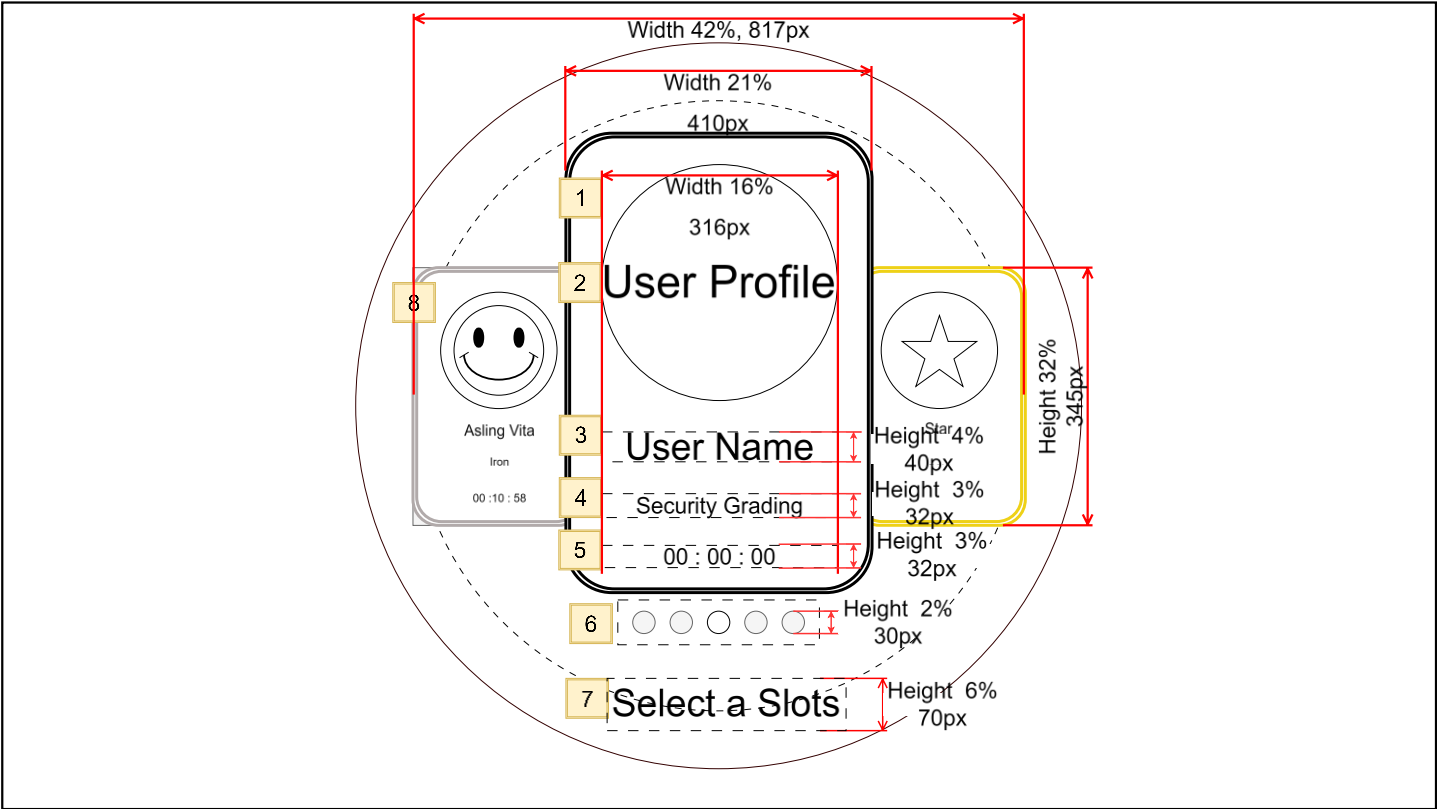 Width 42%, 817px
Width 21%
410px
1
Width 16%
316px
2
User Profile
8
Height 32%
345px
Asling Vita
Iron
00 :10 : 58
Star
3
User Name
Height 4%
40px
4
Security Grading
Height 3%
32px
5
00 : 00 : 00
Height 3%
32px
6
Height 2%
30px
7
Select a Slots
Height 6%
70px